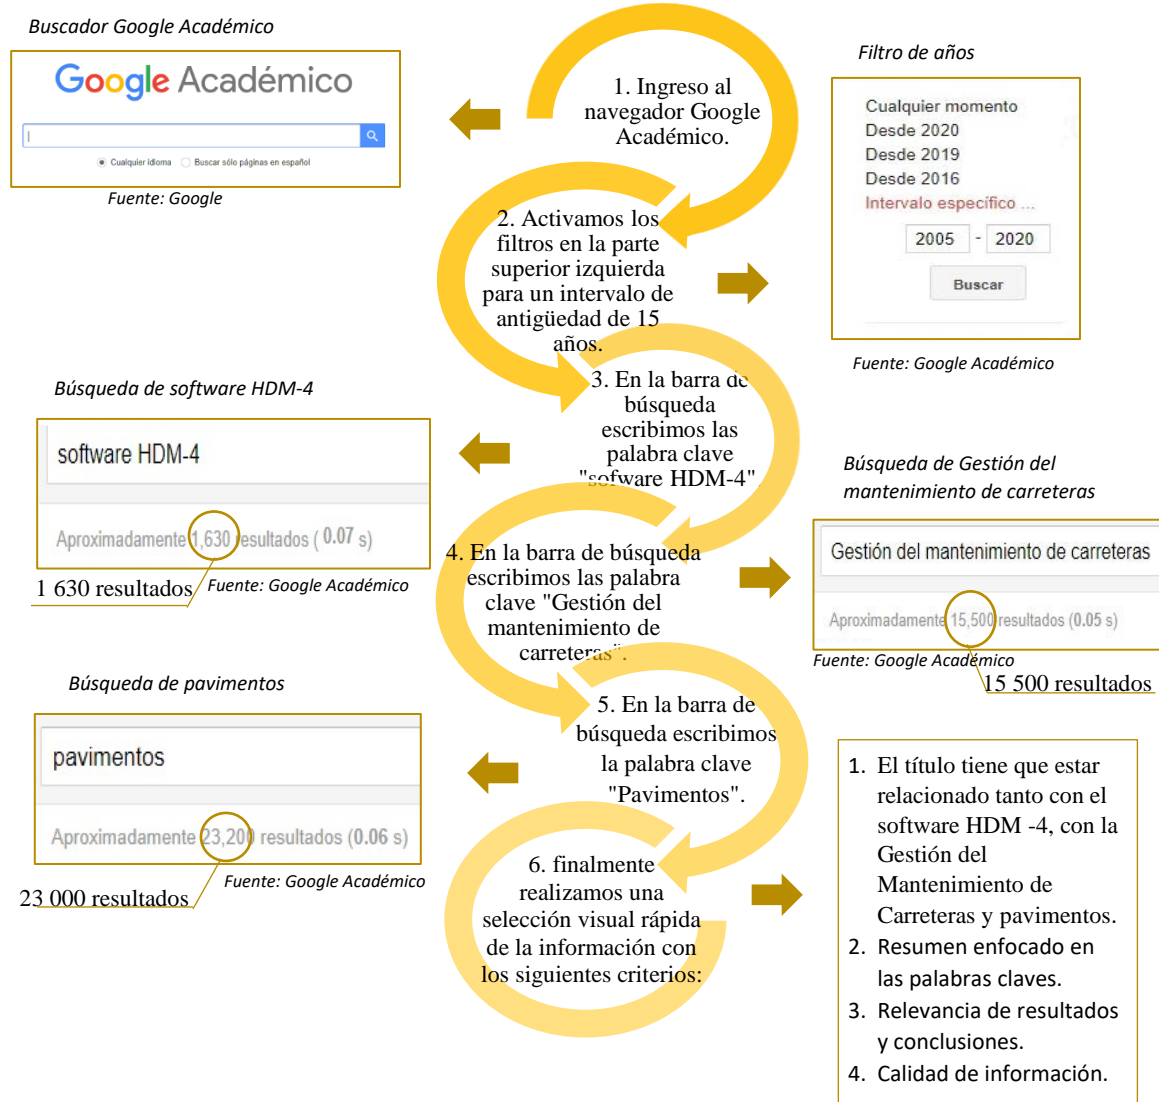 Buscador Google Académico
Google Académico
Cualquier idioma Buscar sólo páginas en español
Fuente: Google
1. Ingreso al
navegador Google
Académico.
Filtro de años
Cualquier momento
Desde 2020
Desde 2019
Desde 2016
Intervalo específico ...
2005 - 2020
Buscar
Fuente: Google Académico
2. Activamos los
filtros en la parte
superior izquierda
para un intervalo de
antigüedad de 15
años.
Búsqueda de software HDM-4
software HDM-4
Aproximadamente 1,630 resultados ( 0.07 s)
1 630 resultados
Fuente: Google Académico
3. En la barra de
búsqueda
escribimos las
palabra clave
"sofware HDM-4".
Búsqueda de Gestión del
mantenimiento de carreteras
Gestión del mantenimiento de carreteras
Aproximadamente 15,500 resultados (0.05 s)
Fuente: Google Académico
15 500 resultados
4. En la barra de búsqueda
escribimos las palabra
clave "Gestión del
mantenimiento de
carreteras".
Búsqueda de pavimentos
pavimentos
Aproximadamente 23,200 resultados (0.06 s)
Fuente: Google Académico
23 000 resultados
5. En la barra de
búsqueda escribimos
la palabra clave
"Pavimentos".
6. finalmente
realizamos una
selección visual rápida
de la información con
los siguientes criterios:
1. El título tiene que estar
relacionado tanto con el
software HDM -4, con la
Gestión del
Mantenimiento de
Carreteras y pavimentos.
2. Resumen enfocado en
las palabras claves.
3. Relevancia de resultados
y conclusiones.
4. Calidad de información.